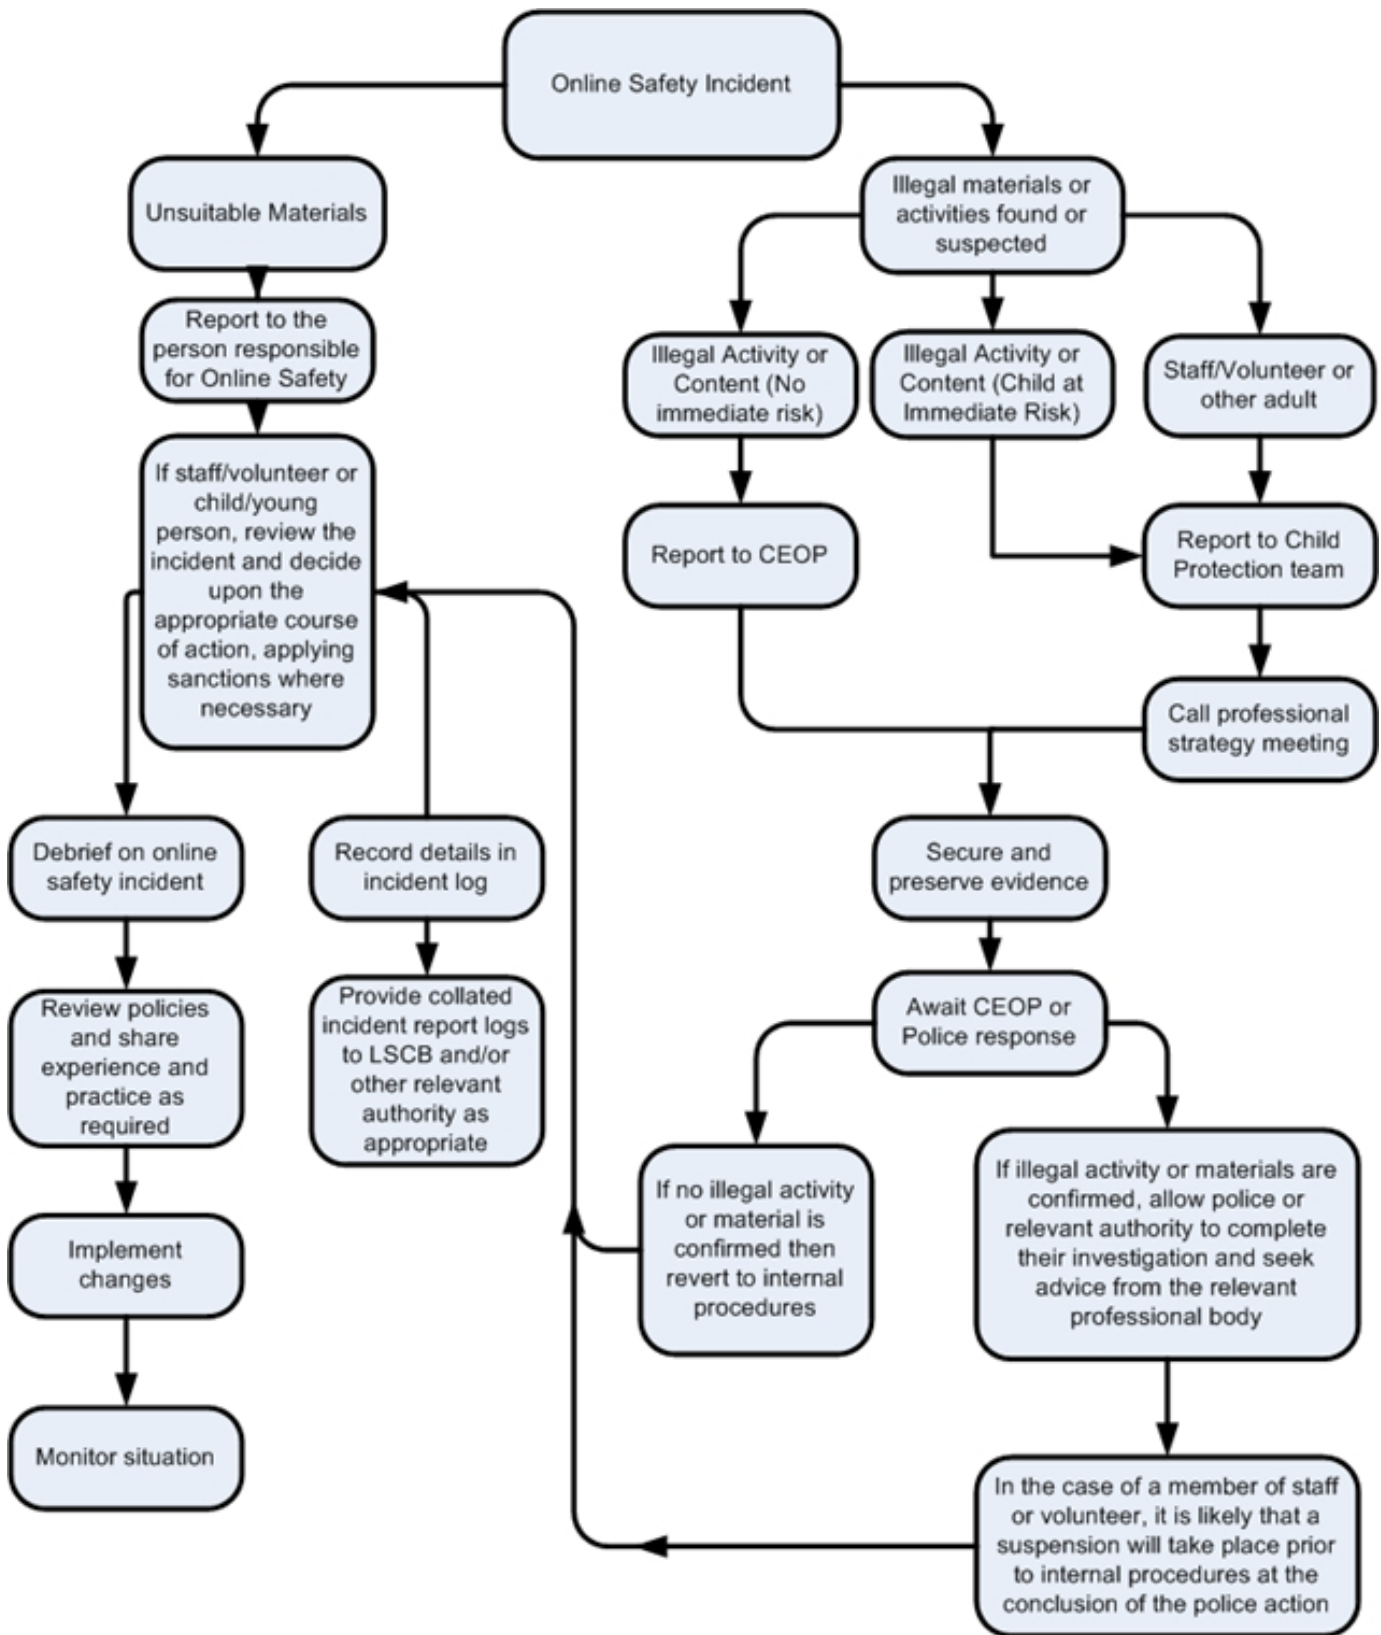 Online Safety Incident
Unsuitable Materials
Report to the
person responsible
for Online Safety
If staff/volunteer or
child/young
person, review the
incident and decide
upon the
appropriate course
of action, applying
sanctions where
necessary
Debrief on online
safety incident
Review policies
and share
experience and
practice as
required
Implement
changes
Monitor situation
Record details in
incident log
Provide collated
incident report logs
to LSCB and/or
other relevant
authority as
appropriate
Illegal materials or
activities found or
suspected
Illegal Activity or
Content (No
immediate risk)
Report to CEOP
Illegal Activity or
Content (Child at
Immediate Risk)
Staff/Volunteer or
other adult
Report to Child
Protection team
Call professional
strategy meeting
Secure and
preserve evidence
Await CEOP or
Police response
If no illegal activity
or material is
confirmed then
revert to internal
procedures
If illegal activity or materials are
confirmed, allow police or
relevant authority to complete
their investigation and seek
advice from the relevant
professional body
In the case of a member of staff
or volunteer, it is likely that a
suspension will take place prior
to internal procedures at the
conclusion of the police action